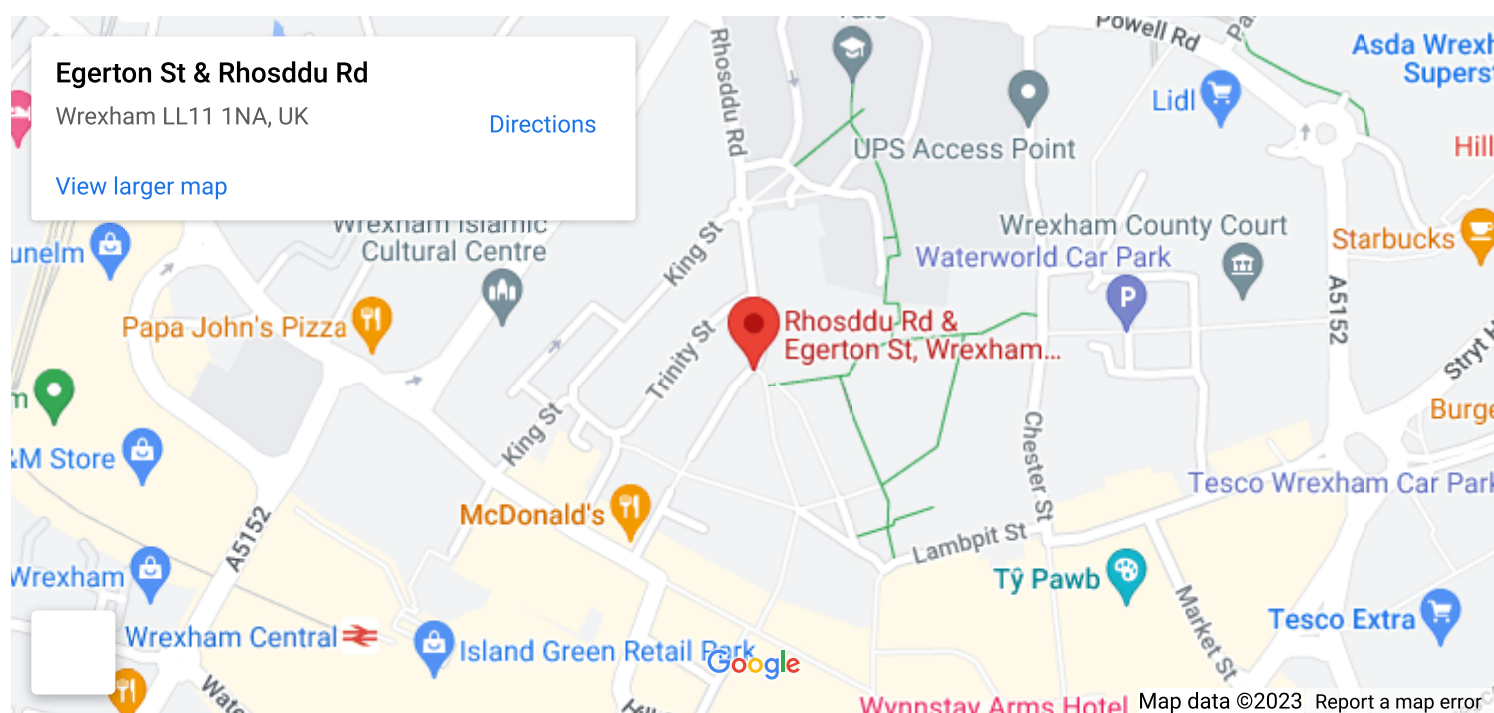 Egerton St & Rhosddu Rd
Wrexham LL11 1NA, UK
Directions
View larger map
Rhosddu Rd
Powell Rd
Asda
Lidl
UPS Access Point
Wrexham Islamic
Cultural Centre
King St
Wrexham County Court
Waterworld Car Park
Starbucks
A5152
Papa John's Pizza
Trinity St
Rhosddu Rd &
Egerton St, Wrexham...
King St
Chester St
Stryt
&M Store
Tesco Wrexham Car Park
McDonald's
A5152
Lambpit St
Tŷ Pawb
Wrexham
Market St
Tesco Extra
Wrexham Central
Island Green Retail Park
Google
Wynnstay Arms Hotel
Map data ©2023
Report a map error